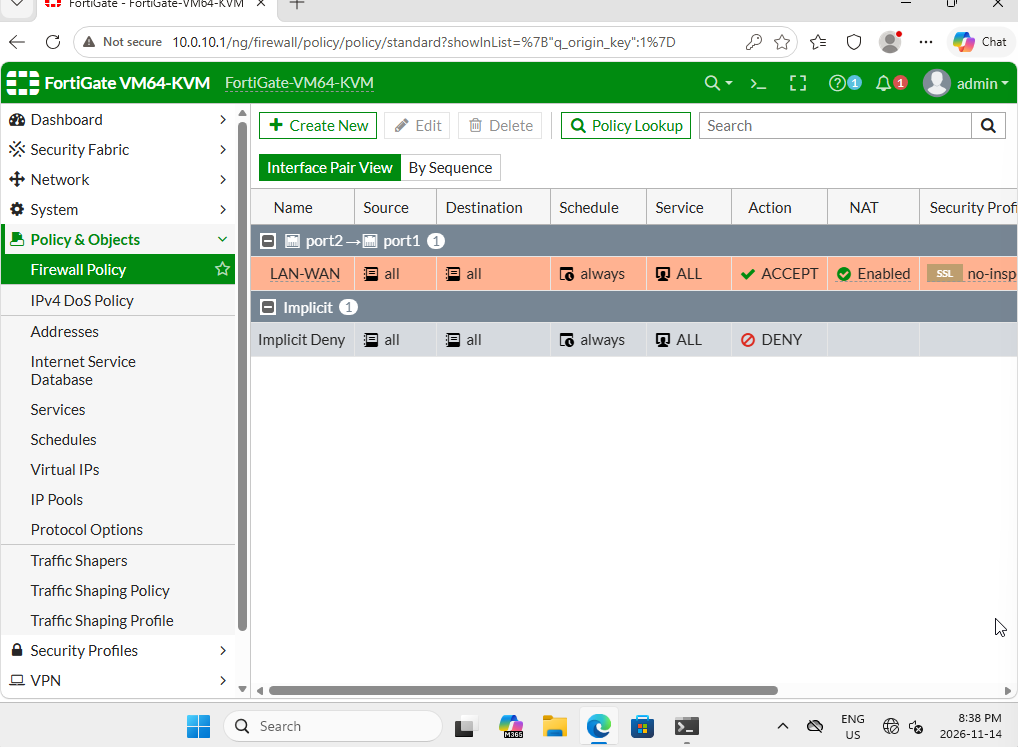 FortiGate - FortiGate-VM64-KVM
Not secure 10.0.10.1/ng/firewall/policy/policy/standard?showInList=%7B"q_origin_key":1%7D Chat
FortiGate VM64-KVM FortiGate-VM64-KVM 1 1 admin
Dashboard
Security Fabric
Network
System
Policy & Objects
Firewall Policy
IPv4 DoS Policy
Addresses
Internet Service
Database
Services
Schedules
Virtual IPs
IP Pools
Protocol Options
Traffic Shapers
Traffic Shaping Policy
Traffic Shaping Profile
Security Profiles
VPN
Create New Edit Delete Policy Lookup Search
Interface Pair View By Sequence
Name Source Destination Schedule Service Action NAT Security Profi
port2→port1 1
LAN-WAN all all always ALL ACCEPT Enabled SSL no-insp
Implicit 1
Implicit Deny all all always ALL DENY
Search M365 ENG 8:38 PM
US 2026-11-14